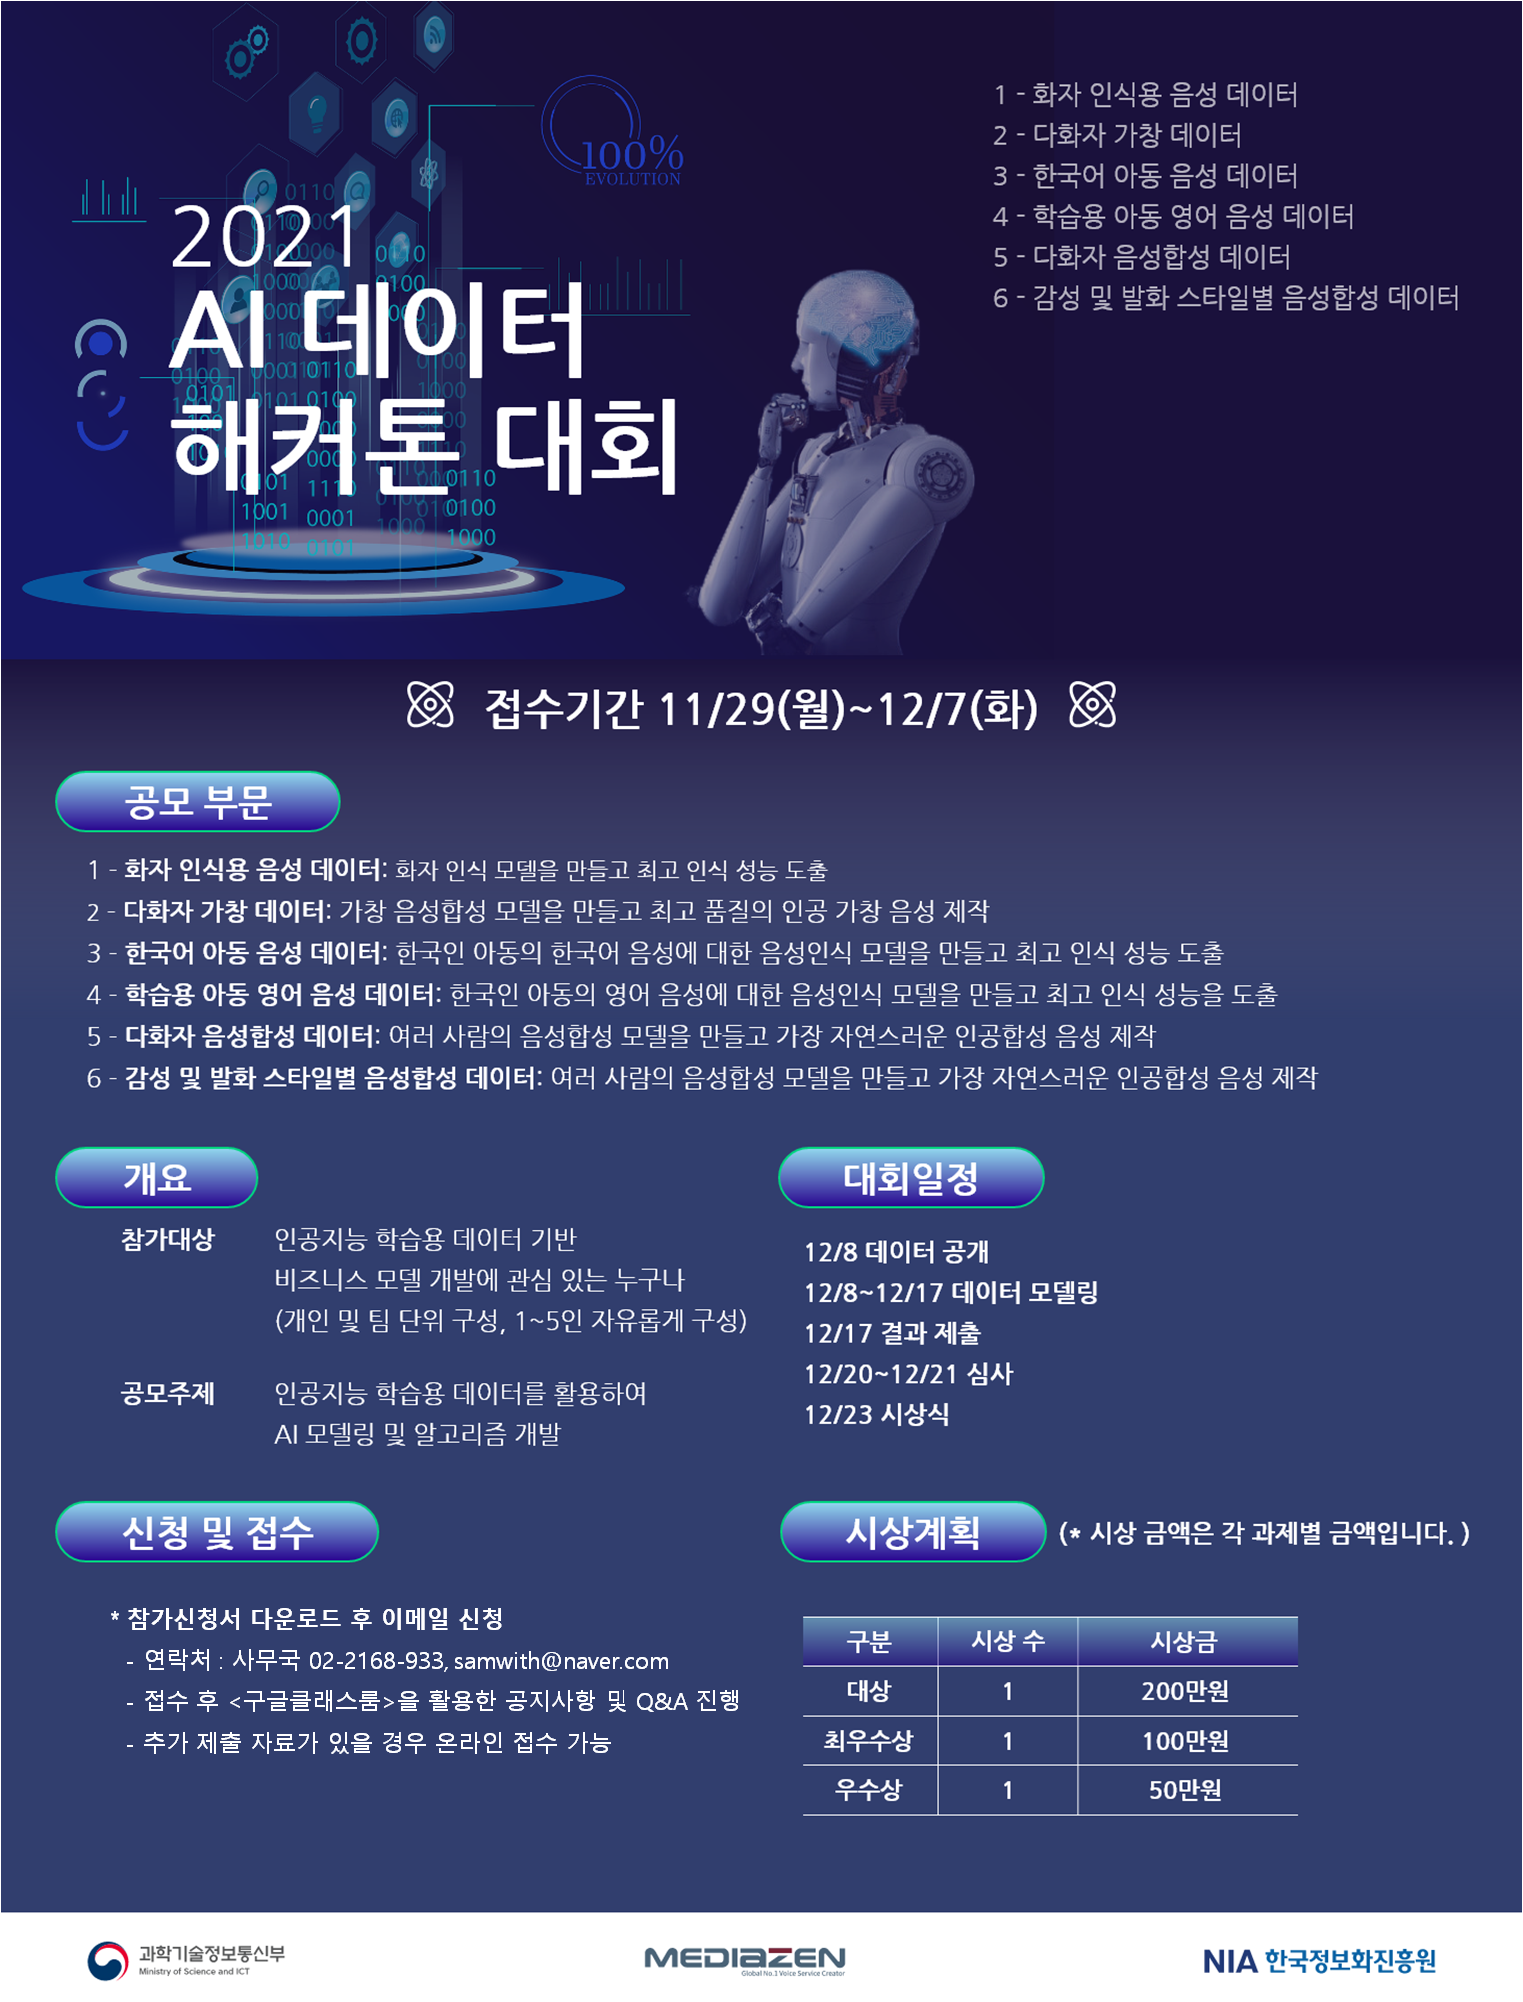 100%
EVOLUTION
2021
AI 데이터
해커톤 대회
1 - 화자 인식용 음성 데이터
2 - 다화자 가창 데이터
3 - 한국어 아동 음성 데이터
4 - 학습용 아동 영어 음성 데이터
5 - 다화자 음성합성 데이터
6 - 감성 및 발화 스타일별 음성합성 데이터
접수기간 11/29(월)~12/7(화)
공모 부문
1 - 화자 인식용 음성 데이터: 화자 인식 모델을 만들고 최고 인식 성능 도출
2 - 다화자 가창 데이터: 가창 음성합성 모델을 만들고 최고 품질의 인공 가창 음성 제작
3 - 한국어 아동 음성 데이터: 한국인 아동의 한국어 음성에 대한 음성인식 모델을 만들고 최고 인식 성능 도출
4 - 학습용 아동 영어 음성 데이터: 한국인 아동의 영어 음성에 대한 음성인식 모델을 만들고 최고 인식 성능을 도출
5 - 다화자 음성합성 데이터: 여러 사람의 음성합성 모델을 만들고 가장 자연스러운 인공합성 음성 제작
6 - 감성 및 발화 스타일별 음성합성 데이터: 여러 사람의 음성합성 모델을 만들고 가장 자연스러운 인공합성 음성 제작
개요
참가대상 인공지능 학습용 데이터 기반
비즈니스 모델 개발에 관심 있는 누구나
(개인 및 팀 단위 구성, 1~5인 자유롭게 구성)
공모주제 인공지능 학습용 데이터를 활용하여
AI 모델링 및 알고리즘 개발
대회일정
12/8 데이터 공개
12/8~12/17 데이터 모델링
12/17 결과 제출
12/20~12/21 심사
12/23 시상식
신청 및 접수
* 참가신청서 다운로드 후 이메일 신청
- 연락처 : 사무국 02-2168-933, samwith@naver.com
- 접수 후 <구글클래스룸>을 활용한 공지사항 및 Q&A 진행
- 추가 제출 자료가 있을 경우 온라인 접수 가능
시상계획 (* 시상 금액은 각 과제별 금액입니다. )
구분 시상 수 시상금
대상 1 200만원
최우수상 1 100만원
우수상 1 50만원
과학기술정보통신부
Ministry of Science and ICT
MEDIAZEN
Global No.1 Voice Service Creator
NIA 한국정보화진흥원